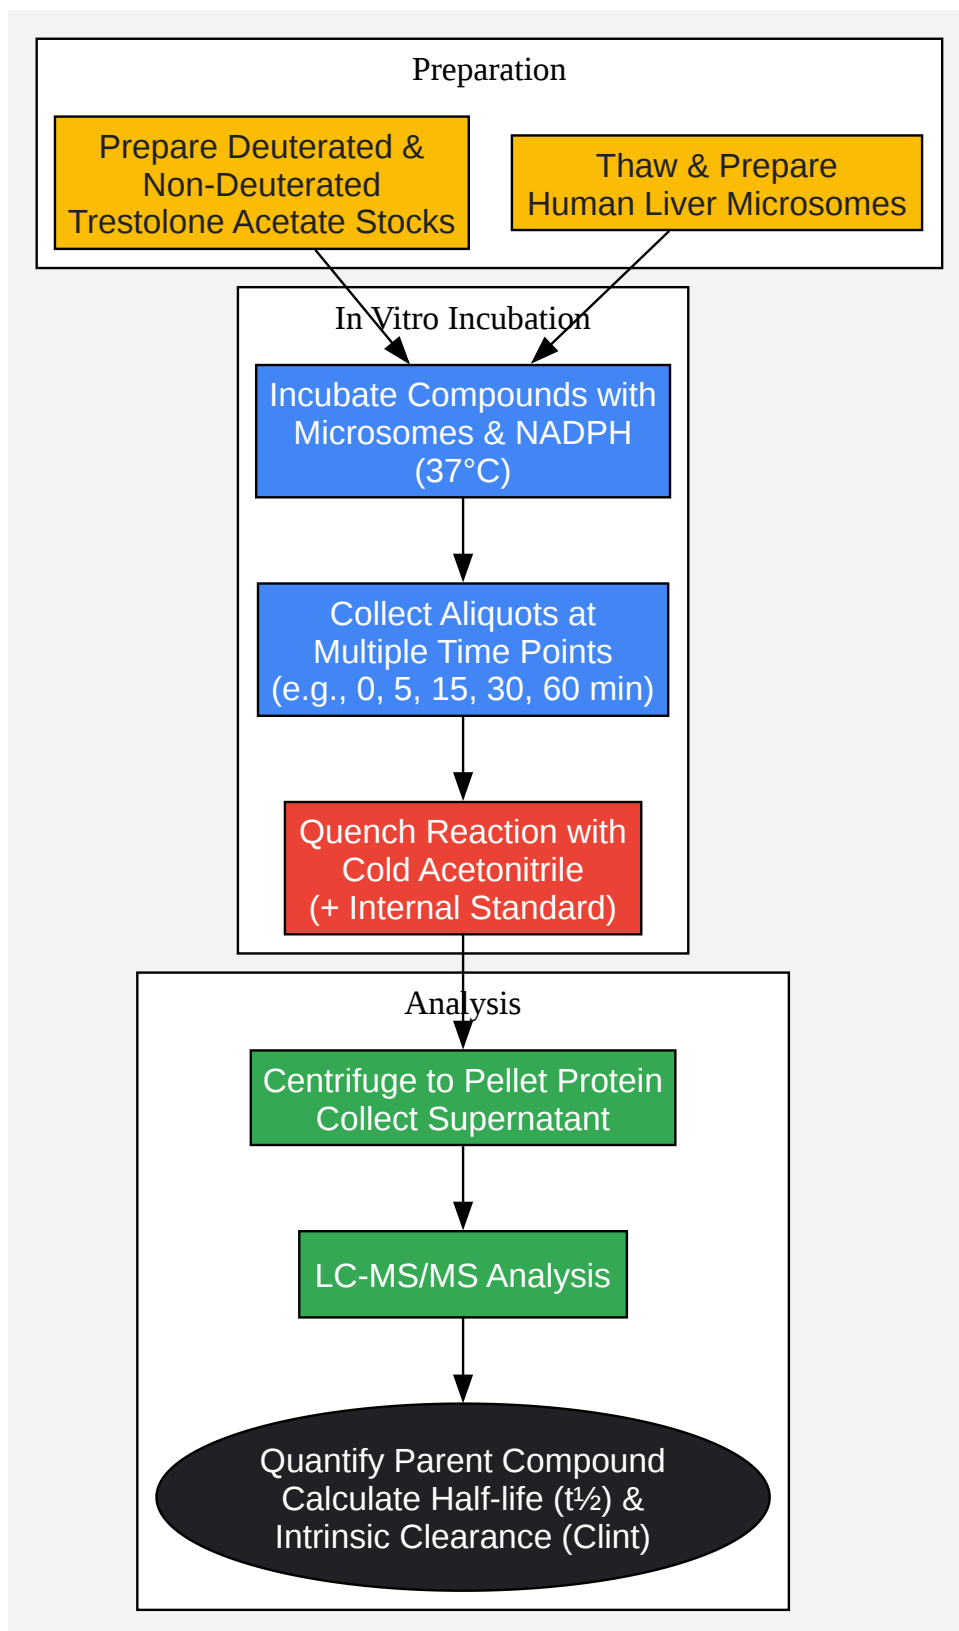 Preparation
Prepare Deuterated &
Non-Deuterated
Trestolone Acetate Stocks
Thaw & Prepare
Human Liver Microsomes
In Vitro Incubation
Incubate Compounds with
Microsomes & NADPH
(37°C)
Collect Aliquots at
Multiple Time Points
(e.g., 0, 5, 15, 30, 60 min)
Quench Reaction with
Cold Acetonitrile
(+ Internal Standard)
Analysis
Centrifuge to Pellet Protein
Collect Supernatant
LC-MS/MS Analysis
Quantify Parent Compound
Calculate Half-life (t½) &
Intrinsic Clearance (Clint)